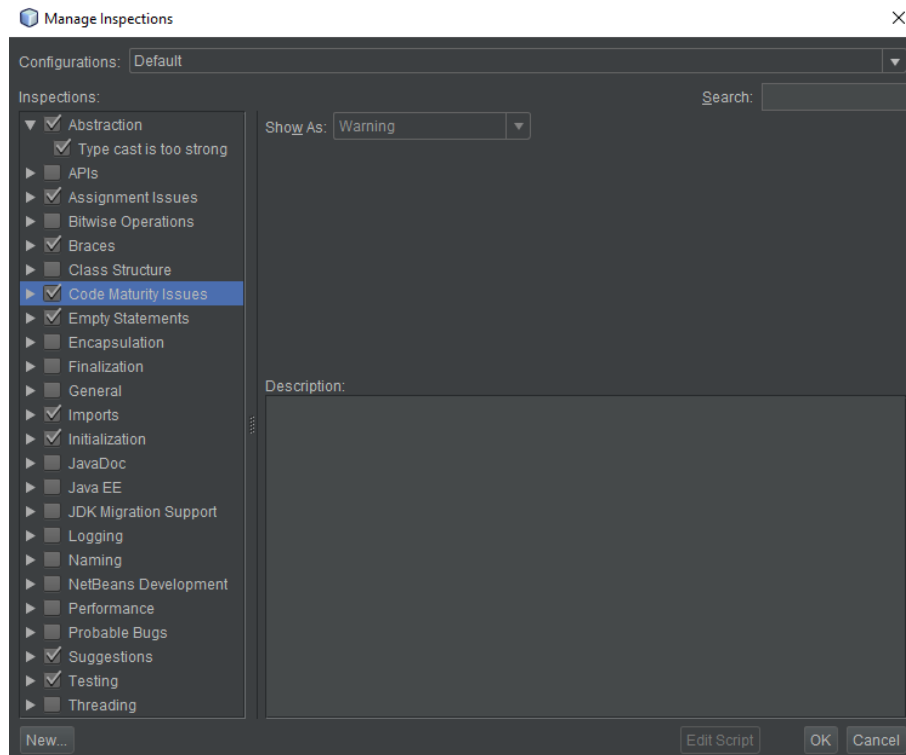 Manage Inspections
Configurations: Default
Inspections:
Search:
Abstraction
Show As: Warning
Type cast is too strong
APIs
Assignment Issues
Bitwise Operations
Braces
Class Structure
Code Maturity Issues
Empty Statements
Encapsulation
Finalization
General
Description:
Imports
Initialization
JavaDoc
Java EE
JDK Migration Support
Logging
Naming
NetBeans Development
Performance
Probable Bugs
Suggestions
Testing
Threading
New...
Edit Script
OK
Cancel